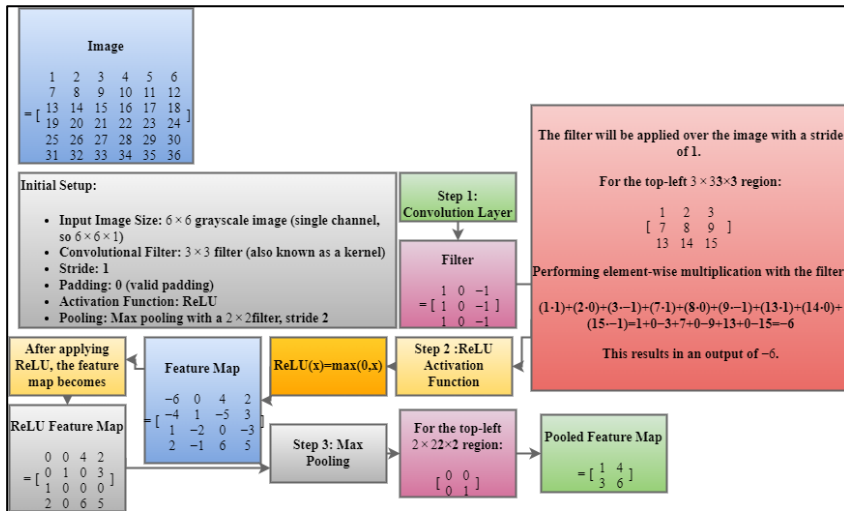 Image
1 2 3 4 5 6
7 8 9 10 11 12
= [ 13 14 15 16 17 18 ]
19 20 21 22 23 24
25 26 27 28 29 30
31 32 33 34 35 36
Initial Setup:
• Input Image Size: 6 × 6 grayscale image (single channel,
so 6 × 6 × 1)
• Convolutional Filter: 3 × 3 filter (also known as a kernel)
• Stride: 1
• Padding: 0 (valid padding)
• Activation Function: ReLU
• Pooling: Max pooling with a 2 × 2filter, stride 2
Step 1:
Convolution Layer
Filter
1 0 −1
= [ 1 0 −1 ]
1 0 −1
The filter will be applied over the image with a stride
of 1.
For the top-left 3 × 33×3 region:
1 2 3
[ 7 8 9 ]
13 14 15
Performing element-wise multiplication with the filter
(1·1)+(2·0)+(3·−1)+(7·1)+(8·0)+(9·−1)+(13·1)+(14·0)+
(15·−1)=1+0−3+7+0−9+13+0−15=−6
This results in an output of −6.
Step 2 :ReLU
Activation
Function
ReLU(x)=max(0,x)
Feature Map
−6 0 4 2
= [ −4 1 −5 3 ]
1 −2 0 −3
2 −1 6 5
After applying
ReLU, the feature
map becomes
ReLU Feature Map
0 0 4 2
= [ 0 1 0 3 ]
1 0 0 0
2 0 6 5
Step 3: Max
Pooling
For the top-left
2 × 22×2 region:
[ 0 0 ]
0 1
Pooled Feature Map
= [ 1 4 ]
3 6